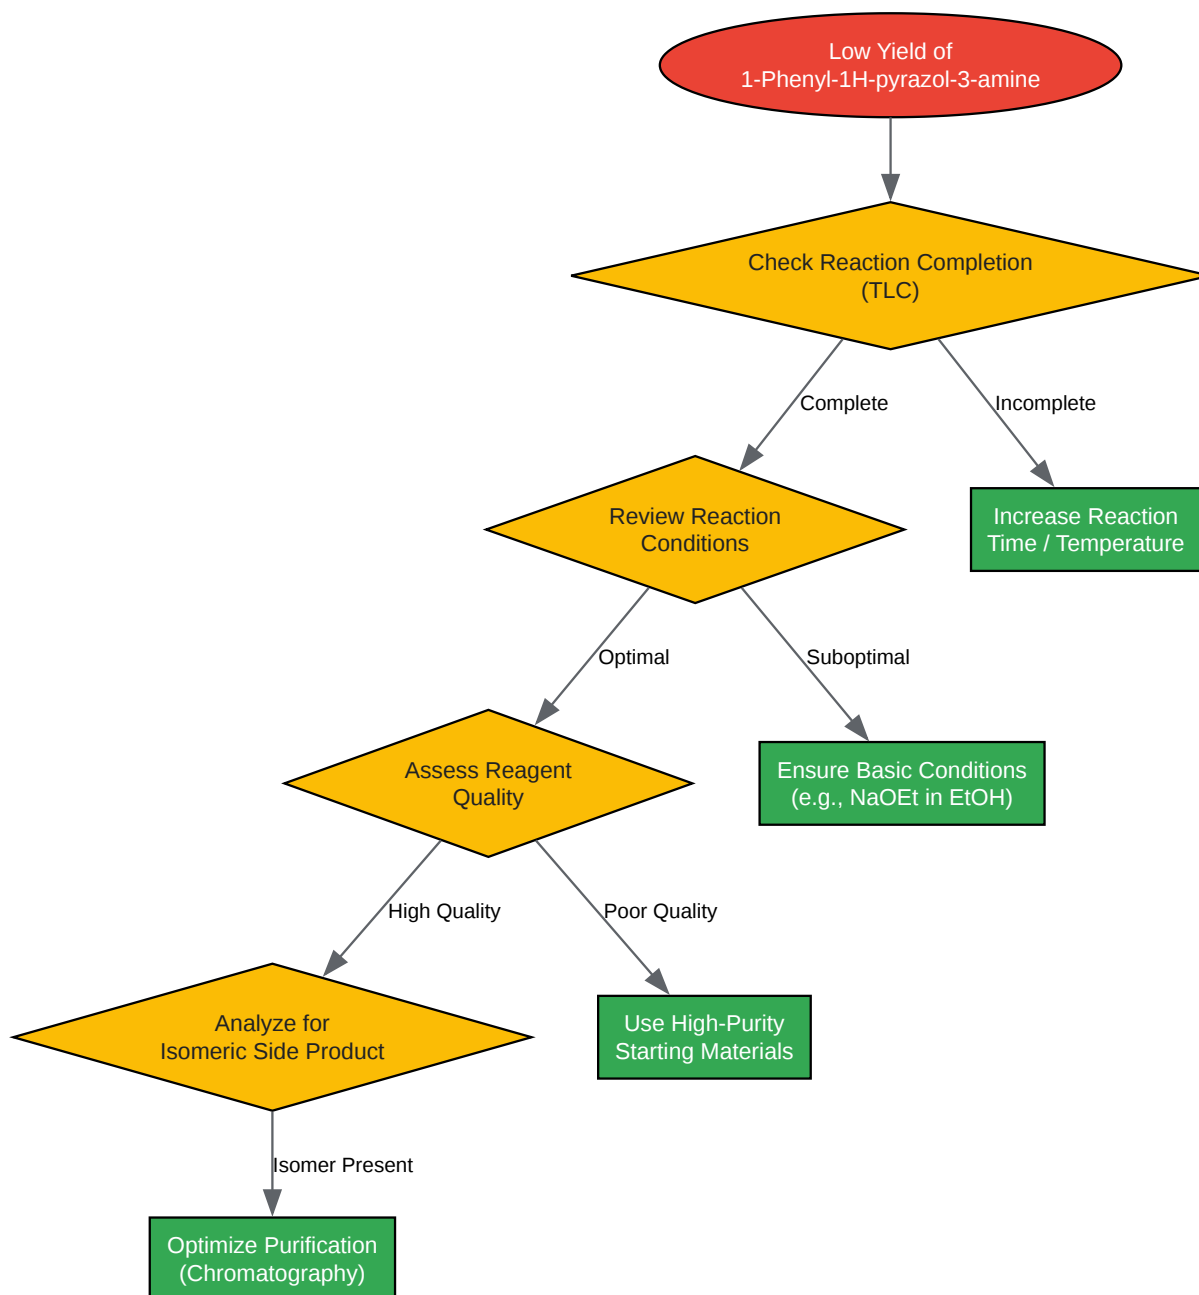 Low Yield of
1-Phenyl-1H-pyrazol-3-amine
Check Reaction Completion
(TLC)
Complete
Incomplete
Review Reaction
Conditions
Increase Reaction
Time / Temperature
Optimal
Suboptimal
Assess Reagent
Quality
Ensure Basic Conditions
(e.g., NaOEt in EtOH)
High Quality
Poor Quality
Analyze for
Isomeric Side Product
Use High-Purity
Starting Materials
Isomer Present
Optimize Purification
(Chromatography)